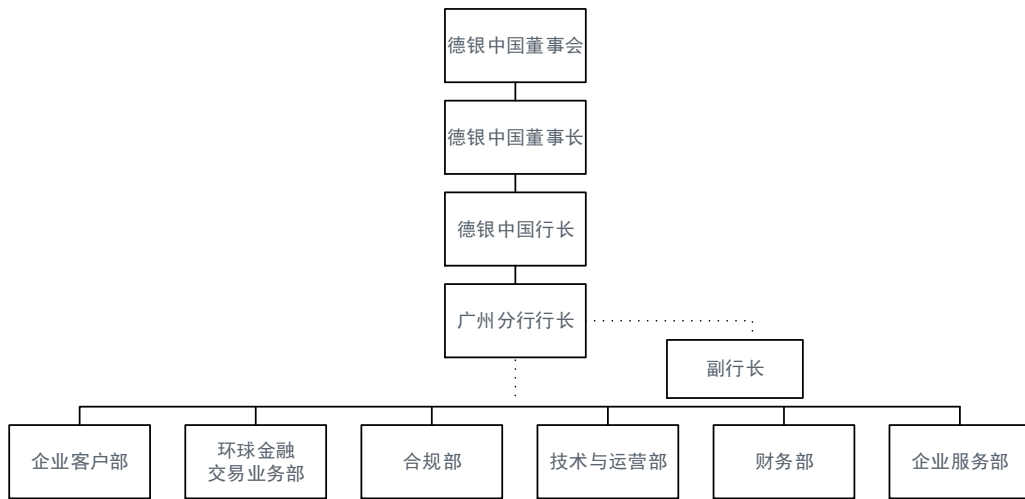 德银中国董事会
德银中国董事长
德银中国行长
广州分行行长
副行长
企业客户部
环球金融
交易业务部
合规部
技术与运营部
财务部
企业服务部